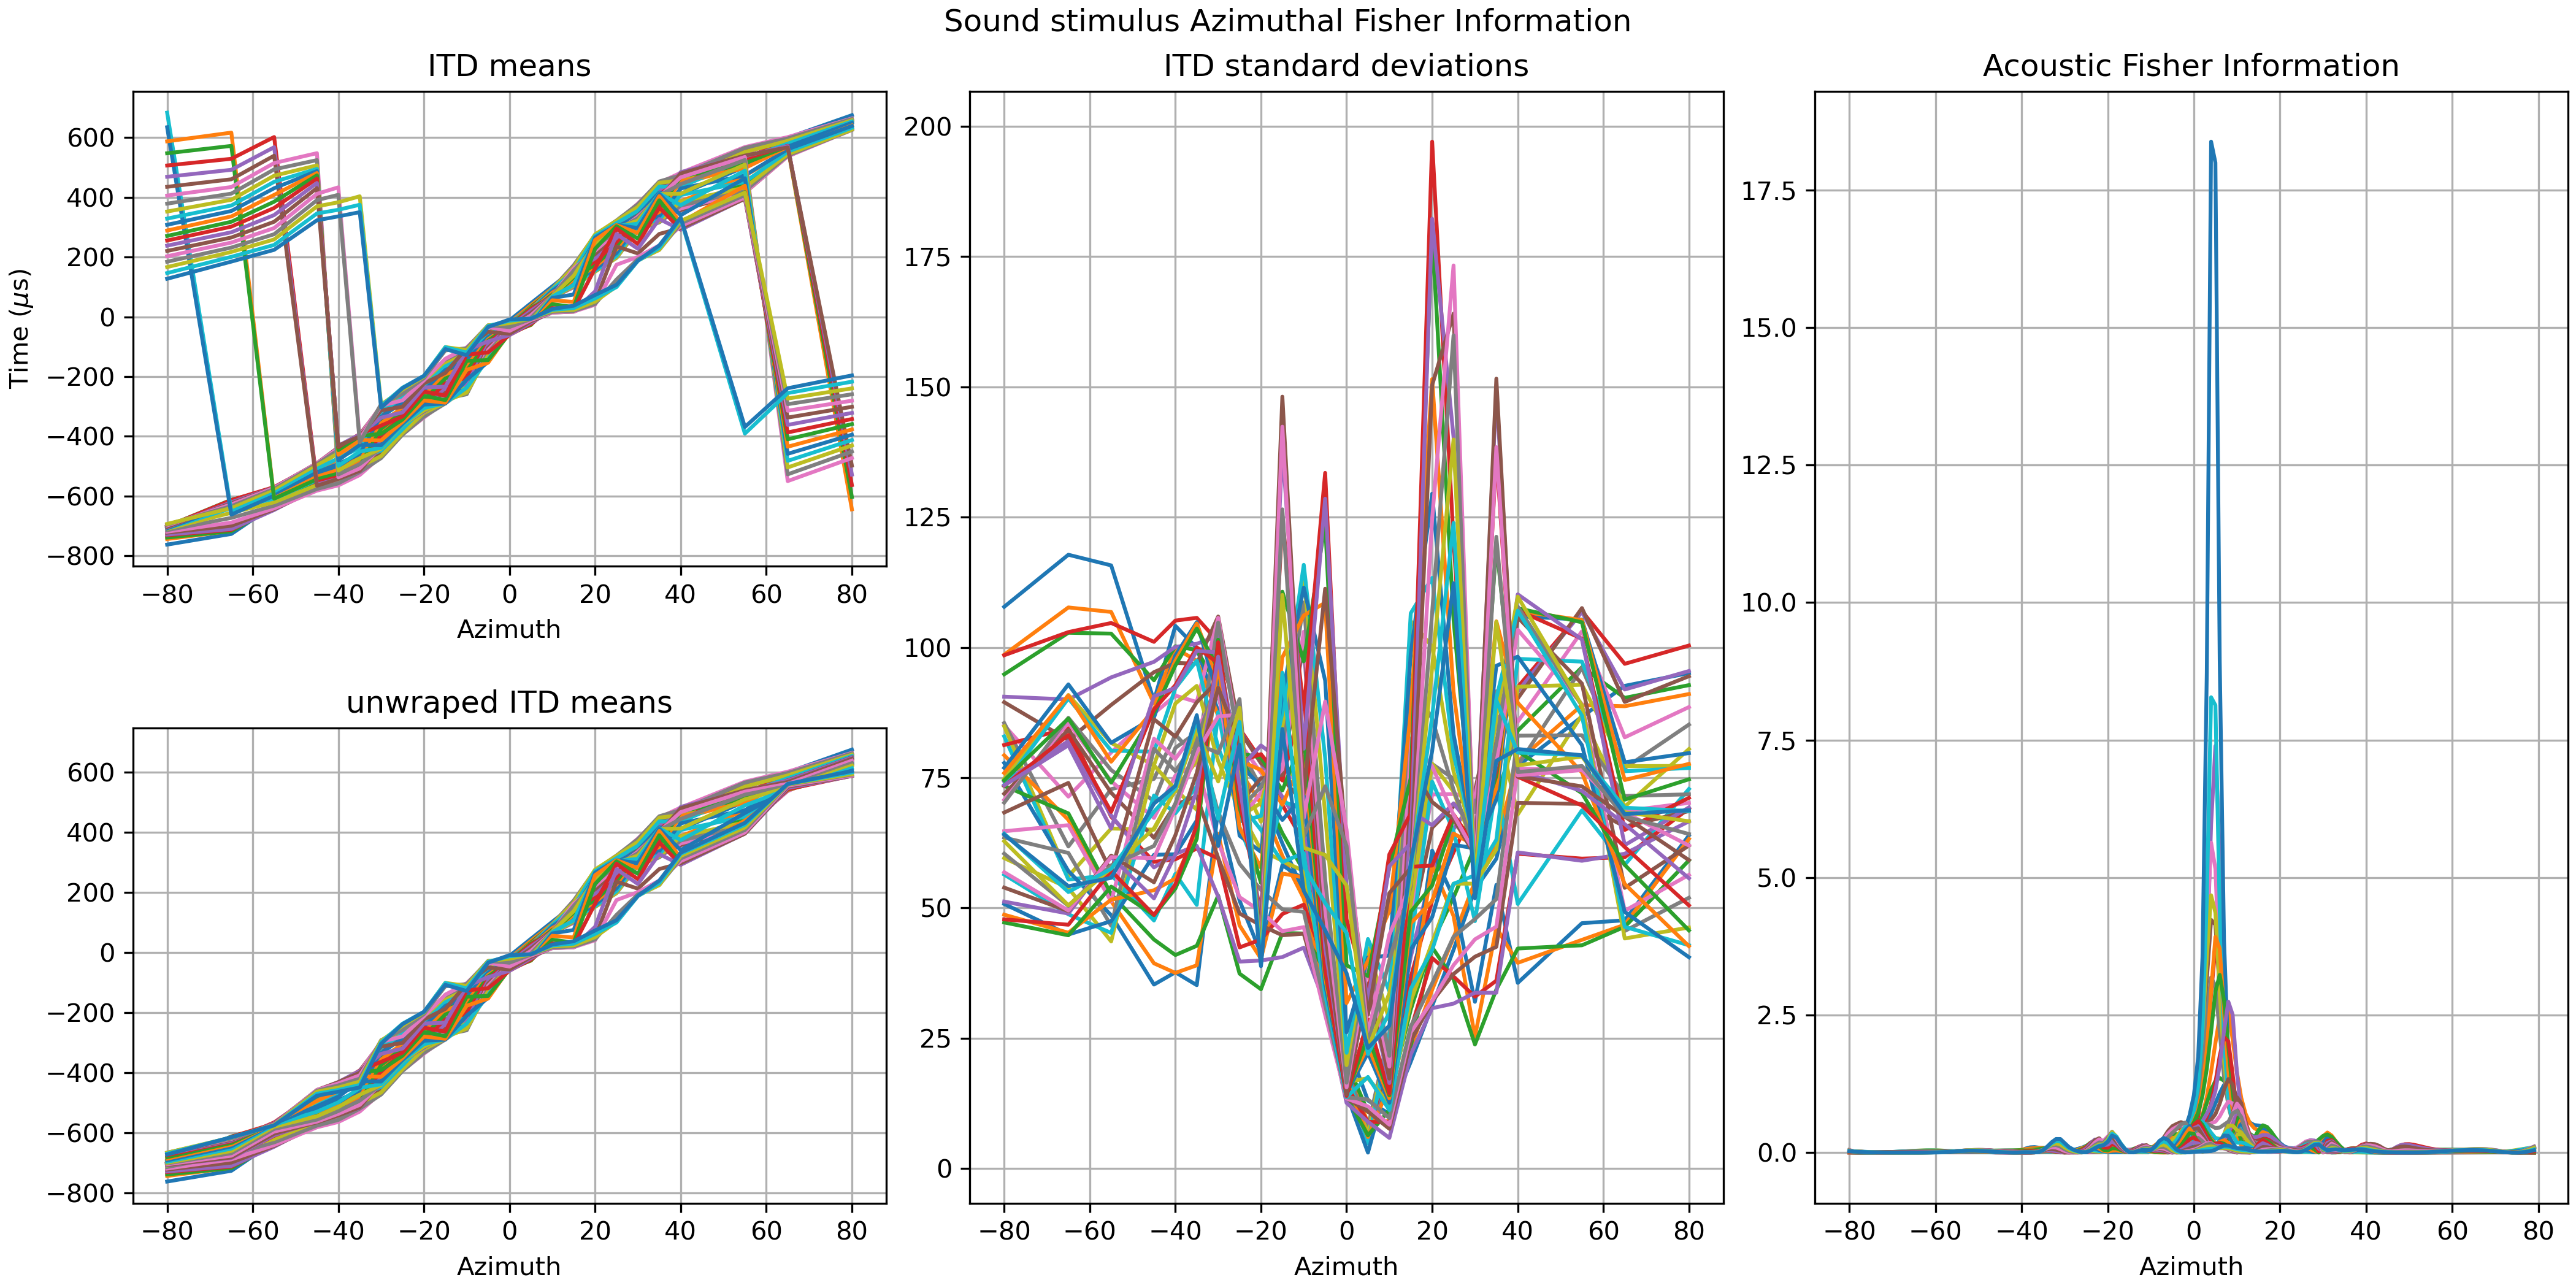 Sound stimulus Azimuthal Fisher Information
ITD means
600
400
200
0
−200
−400
−600
−800
Time (μs)
−80 −60 −40 −20 0 20 40 60 80
Azimuth
unwraped ITD means
600
400
200
0
−200
−400
−600
−800
−80 −60 −40 −20 0 20 40 60 80
Azimuth
ITD standard deviations
200
175
150
125
100
75
50
25
0
−80 −60 −40 −20 0 20 40 60 80
Azimuth
Acoustic Fisher Information
17.5
15.0
12.5
10.0
7.5
5.0
2.5
0.0
−80 −60 −40 −20 0 20 40 60 80
Azimuth